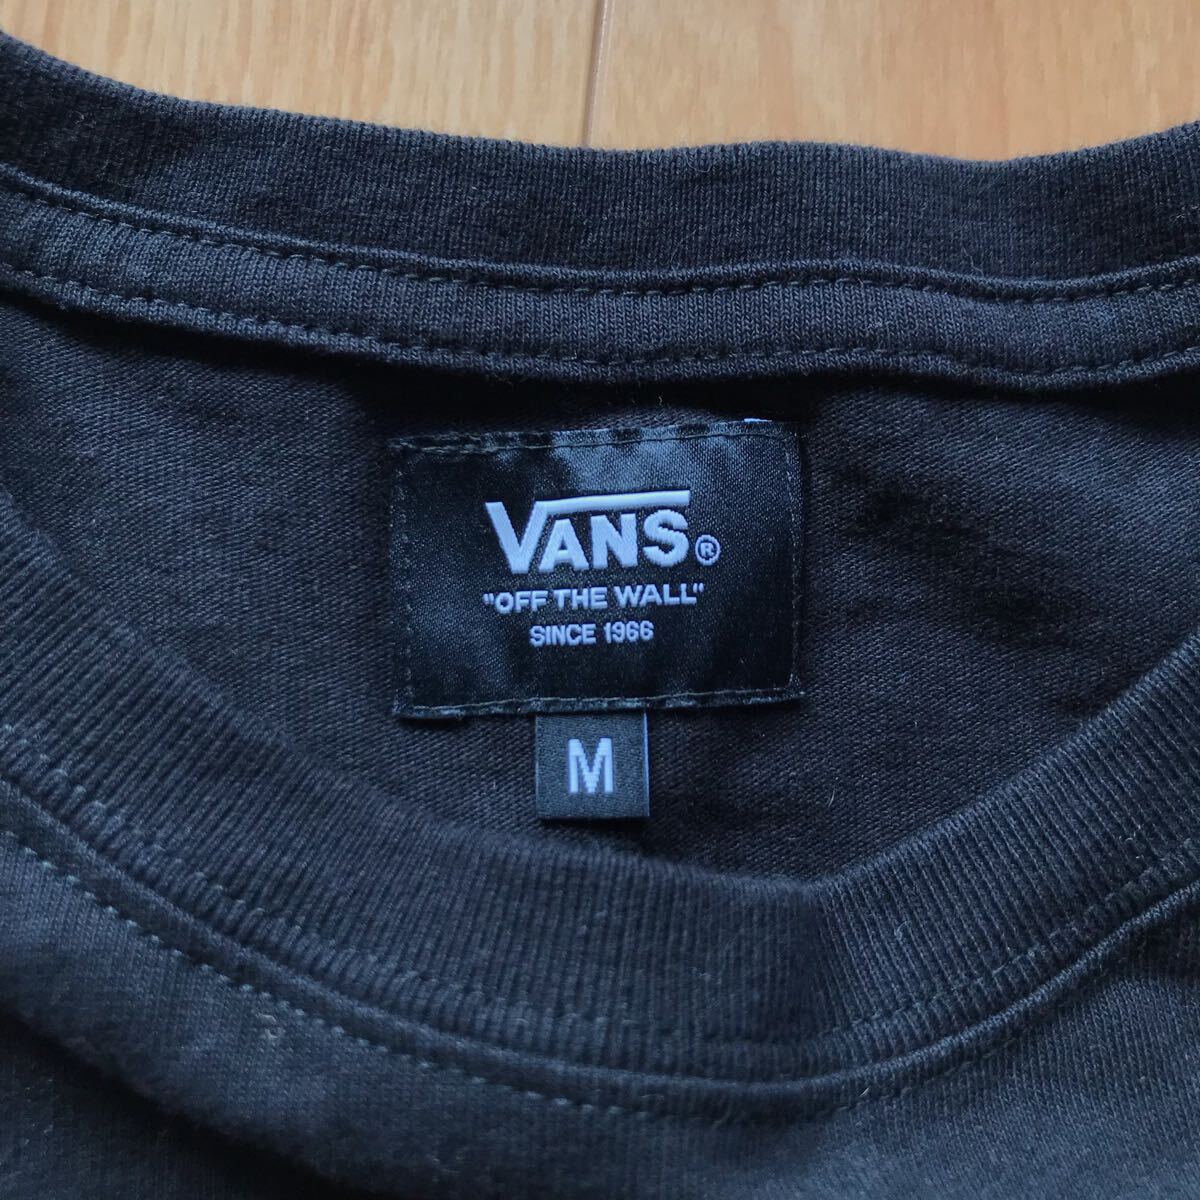 VANS®
"OFF THE WALL"
SINCE 1966
M